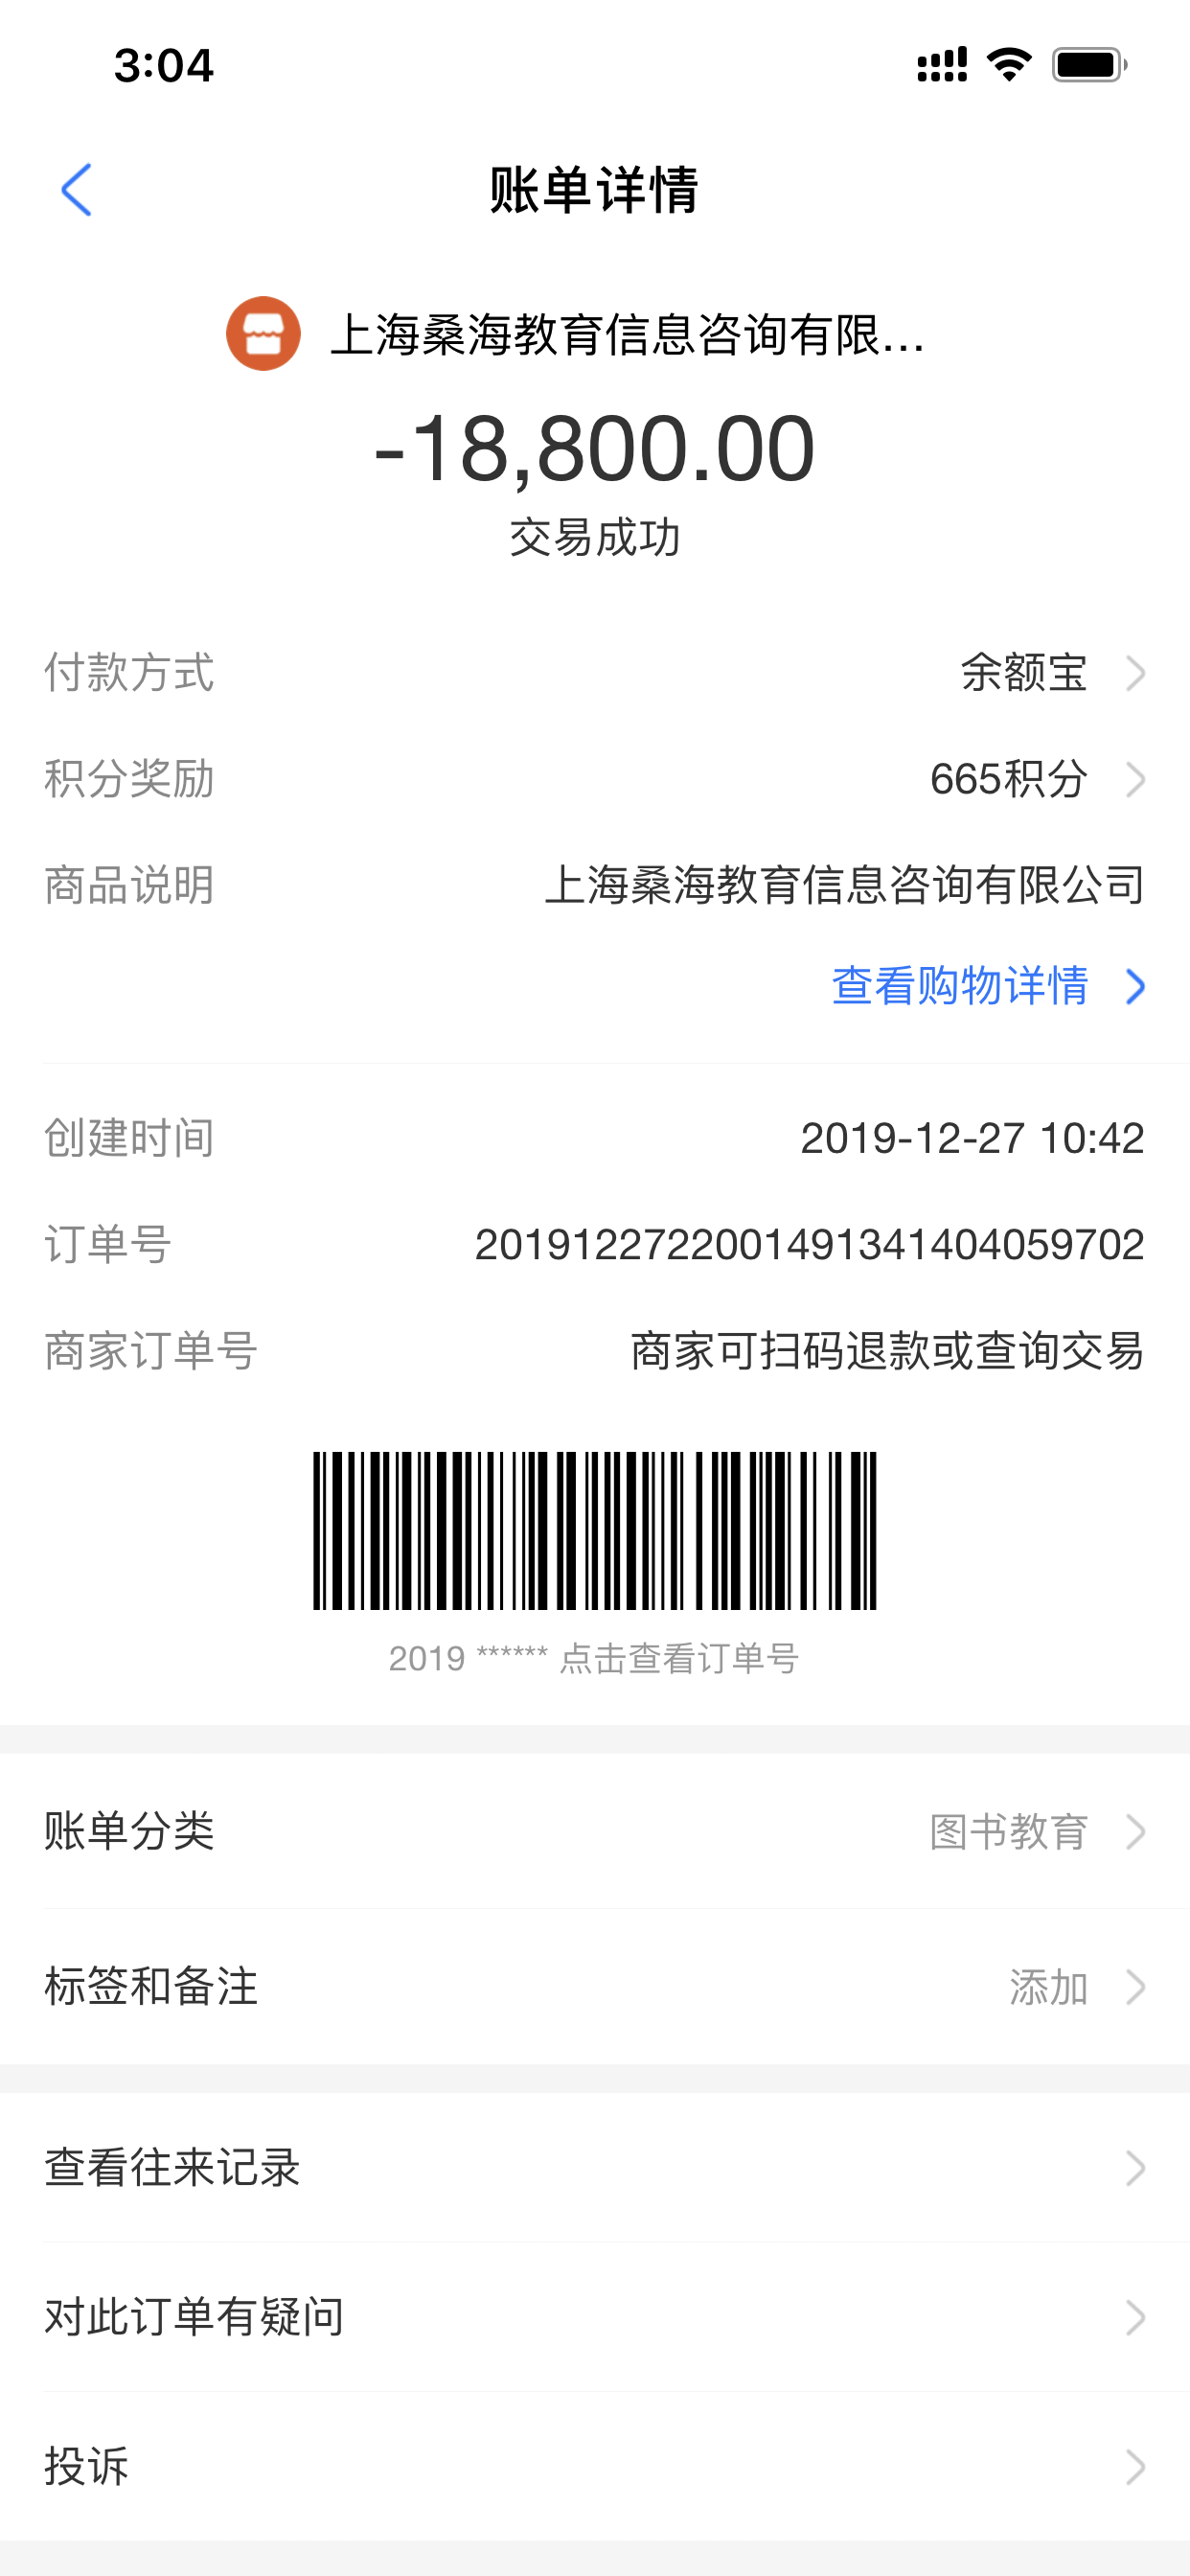 3:04
账单详情
上海桑海教育信息咨询有限...
-18,800.00
交易成功
付款方式 余额宝
积分奖励 665积分
商品说明 上海桑海教育信息咨询有限公司
查看购物详情
创建时间 2019-12-27 10:42
订单号 2019122722001491341404059702
商家订单号 商家可扫码退款或查询交易
2019 ****** 点击查看订单号
账单分类 图书教育
标签和备注 添加
查看往来记录
对此订单有疑问
投诉